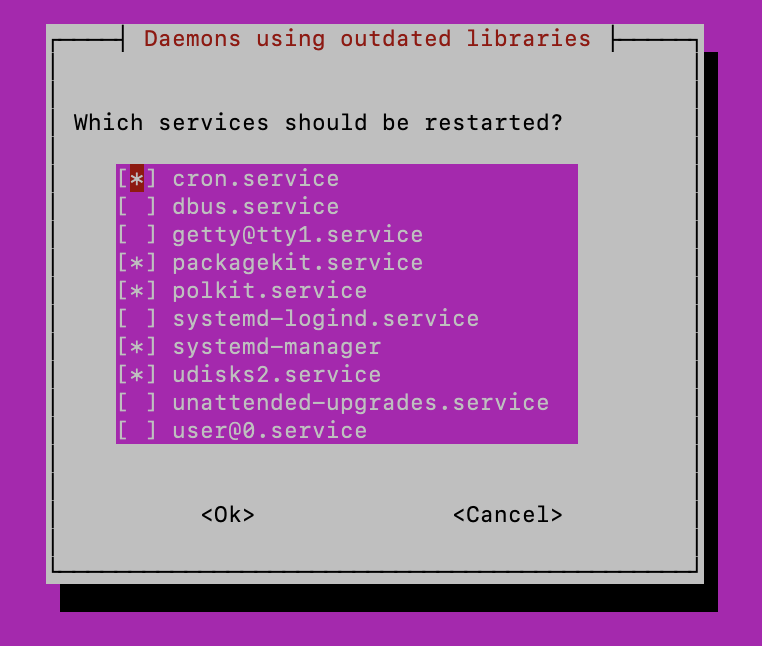 Daemons using outdated libraries
Which services should be restarted?
[*] cron.service
[ ] dbus.service
[ ] getty@tty1.service
[*] packagekit.service
[*] polkit.service
[ ] systemd-logind.service
[*] systemd-manager
[*] udisks2.service
[ ] unattended-upgrades.service
[ ] user@0.service
<Ok> <Cancel>